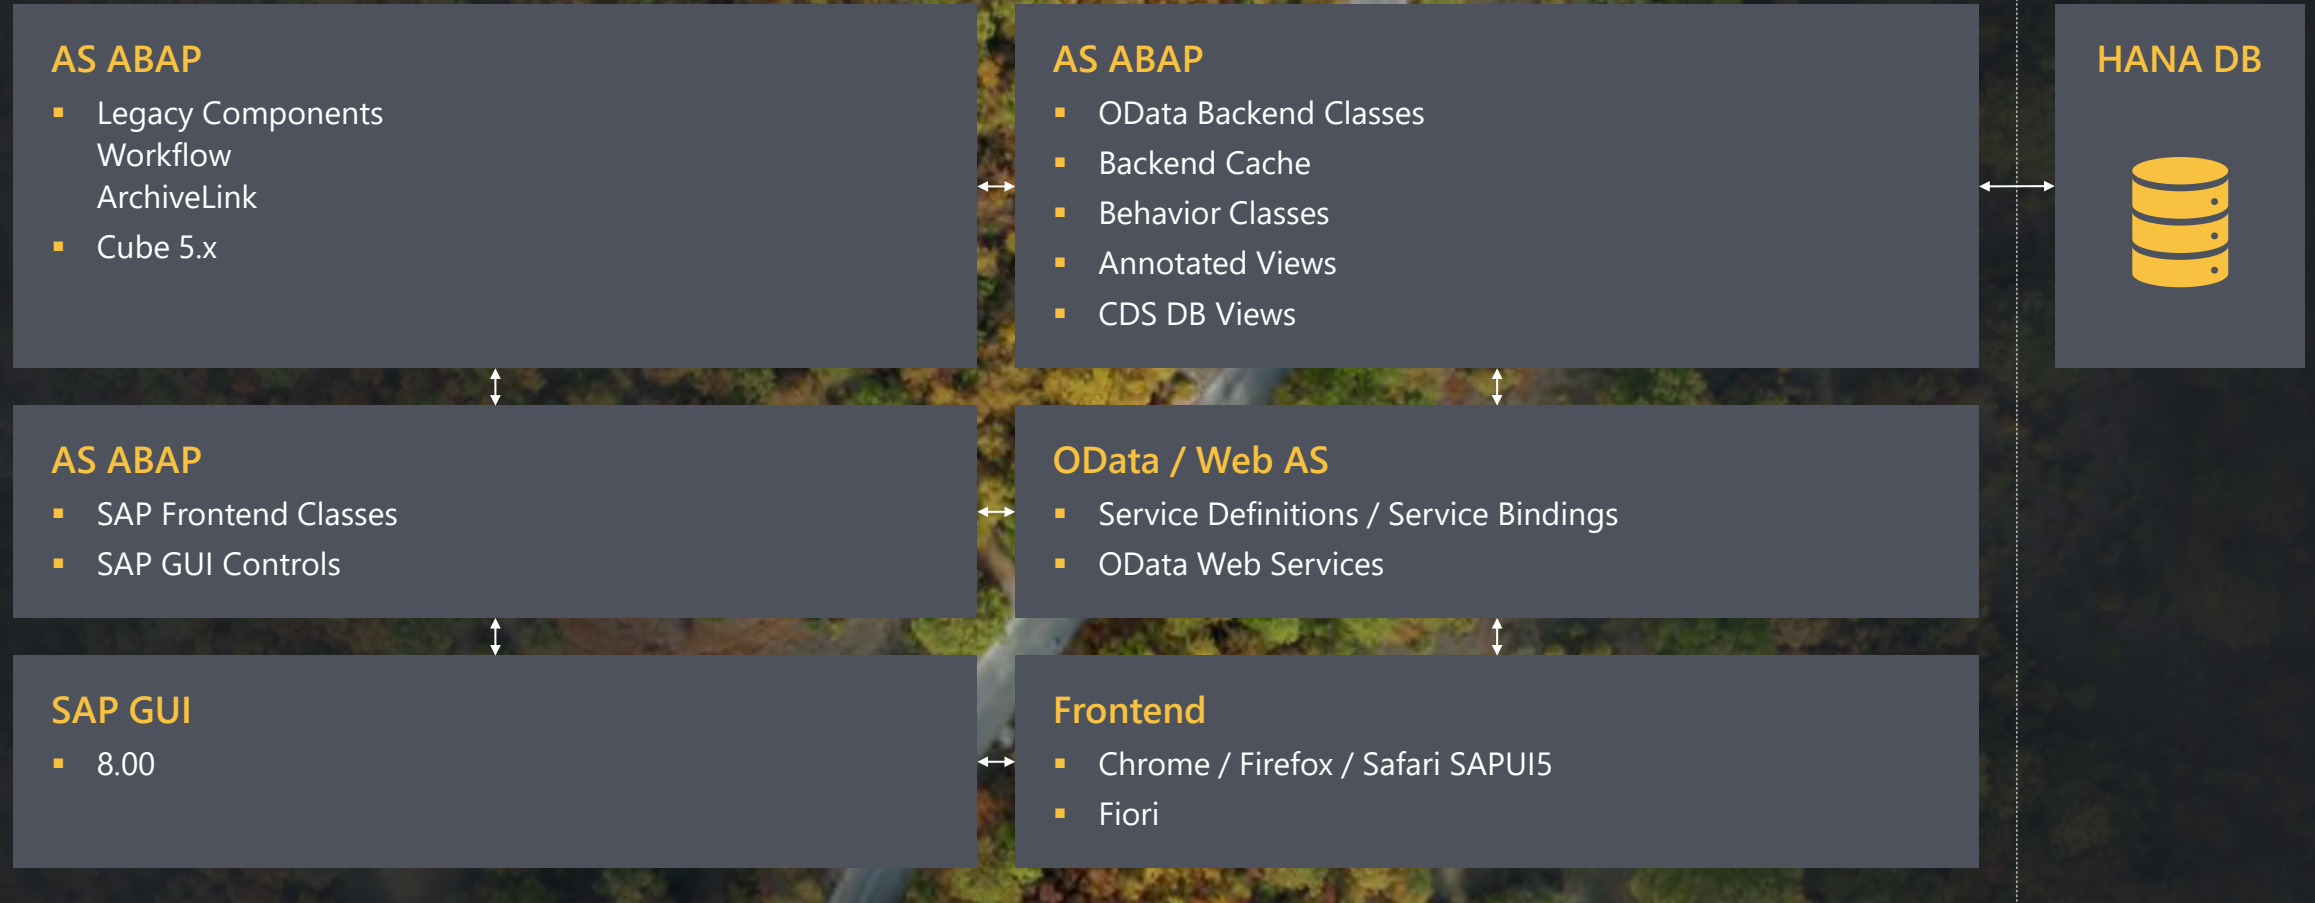 AS ABAP
Legacy Components
Workflow
ArchiveLink
Cube 5.x
AS ABAP
OData Backend Classes
Backend Cache
Behavior Classes
Annotated Views
CDS DB Views
HANA DB
AS ABAP
SAP Frontend Classes
SAP GUI Controls
OData / Web AS
Service Definitions / Service Bindings
OData Web Services
SAP GUI
8.00
Frontend
Chrome / Firefox / Safari SAPUI5
Fiori